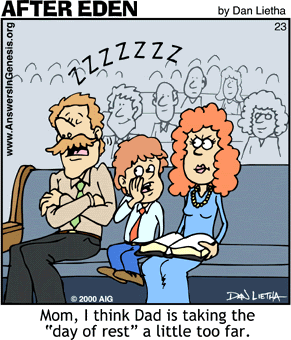 AFTER EDEN
by Dan Lietha
23
ZZZZZZZ
www.AnswersInGenesis.org
© 2000 AIG
DAN LIETHA
Mom, I think Dad is taking the
“day of rest” a little too far.